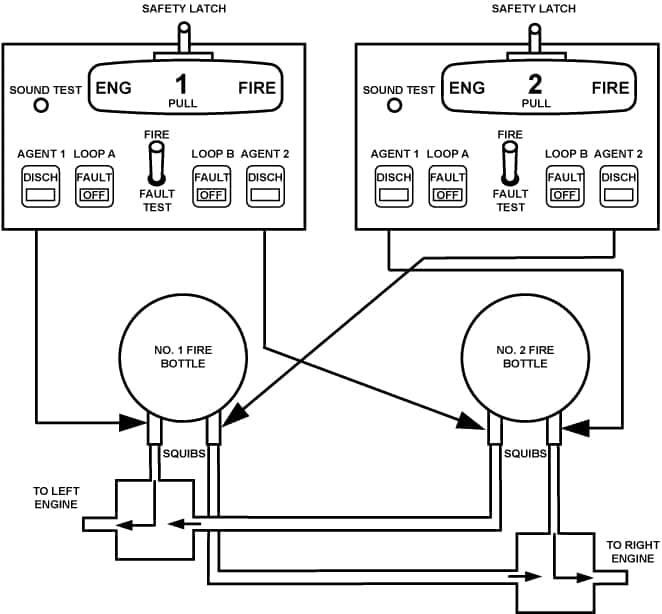 SAFETY LATCH
ENG 1 FIRE
PULL
SOUND TEST
FIRE
AGENT 1 LOOP A
LOOP B AGENT 2
DISCH
FAULT
OFF
FAULT
TEST
FAULT
OFF
DISCH
SAFETY LATCH
ENG 2 FIRE
PULL
SOUND TEST
FIRE
AGENT 1 LOOP A
LOOP B AGENT 2
DISCH
FAULT
OFF
FAULT
TEST
FAULT
OFF
DISCH
NO. 1 FIRE
BOTTLE
NO. 2 FIRE
BOTTLE
SQUIBS
SQUIBS
TO LEFT
ENGINE
TO RIGHT
ENGINE